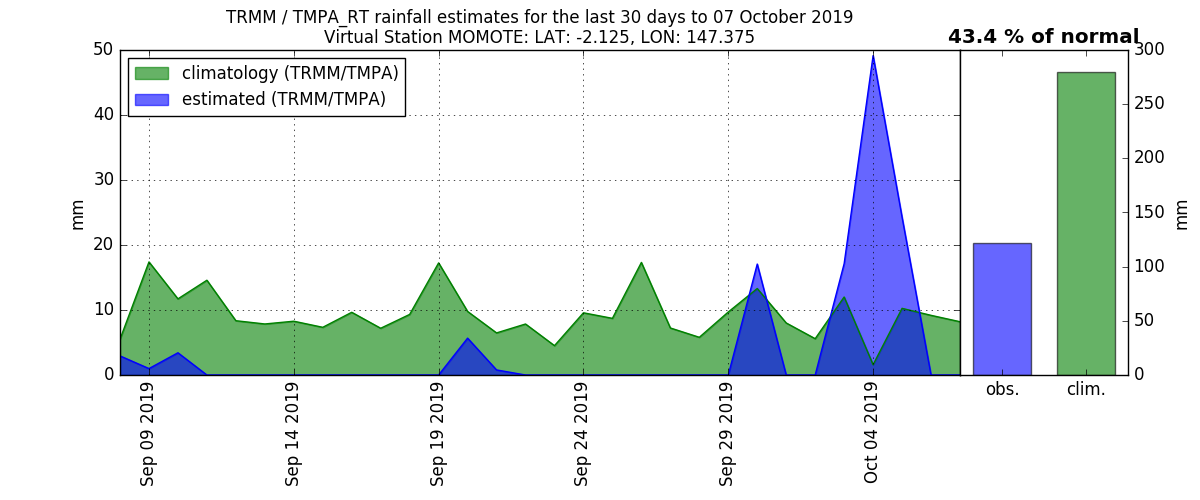 TRMM / TMPA_RT rainfall estimates for the last 30 days to 07 October 2019
Virtual Station MOMOTE: LAT: -2.125, LON: 147.375
43.4 % of normal
climatology (TRMM/TMPA)
estimated (TRMM/TMPA)
50
40
30
20
10
0
mm
Sep 09 2019
Sep 14 2019
Sep 19 2019
Sep 24 2019
Sep 29 2019
Oct 04 2019
300
250
200
150
100
50
0
mm
obs.
clim.